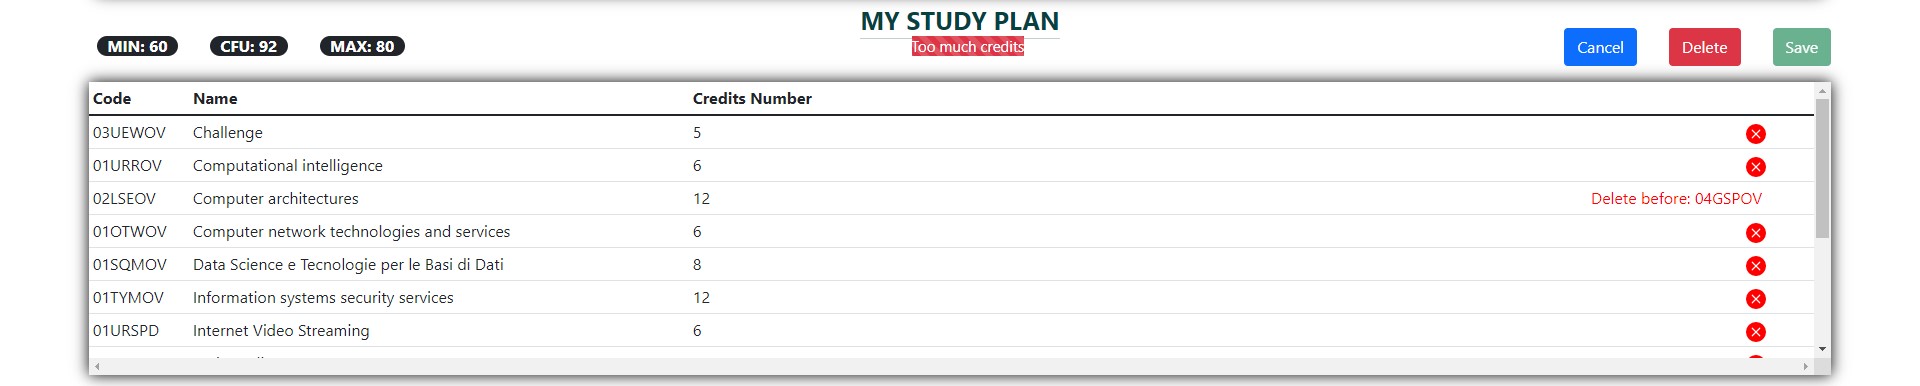 MY STUDY PLAN
MIN: 60 CFU: 92 MAX: 80 Too much credits Cancel Delete Save
Code Name Credits Number
03UEWOV Challenge 5
01URROV Computational intelligence 6
02LSEOV Computer architectures 12 Delete before: 04GSPOV
01OTWOV Computer network technologies and services 6
01SQMOV Data Science e Tecnologie per le Basi di Dati 8
01TYMOV Information systems security services 12
01URSPD Internet Video Streaming 6